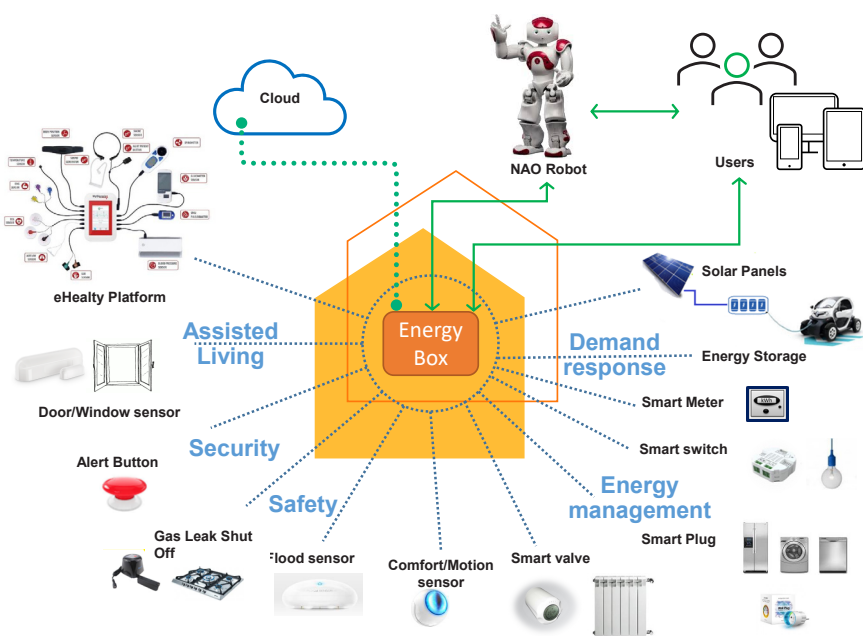 Cloud
NAO Robot
Users
eHealty Platform
Solar Panels
Energy
Box
Assisted
Living
Demand
response
Energy Storage
Door/Window sensor
Smart Meter
Security
Smart switch
Alert Button
Safety
Energy
management
Gas Leak Shut
Off
Flood sensor
Comfort/Motion
sensor
Smart valve
Smart Plug